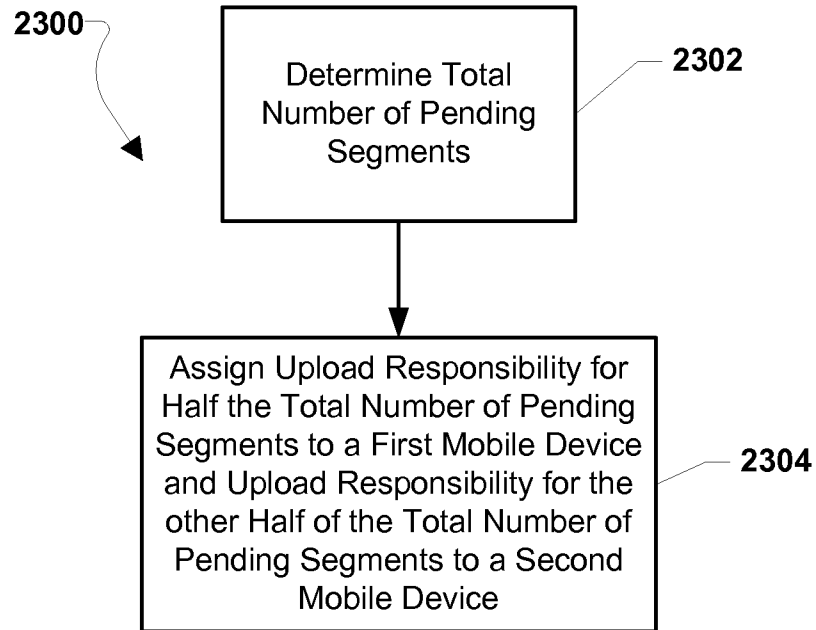 2300
Determine Total
Number of Pending
Segments
2302
Assign Upload Responsibility for
Half the Total Number of Pending
Segments to a First Mobile Device
and Upload Responsibility for the
other Half of the Total Number of
Pending Segments to a Second
Mobile Device
2304